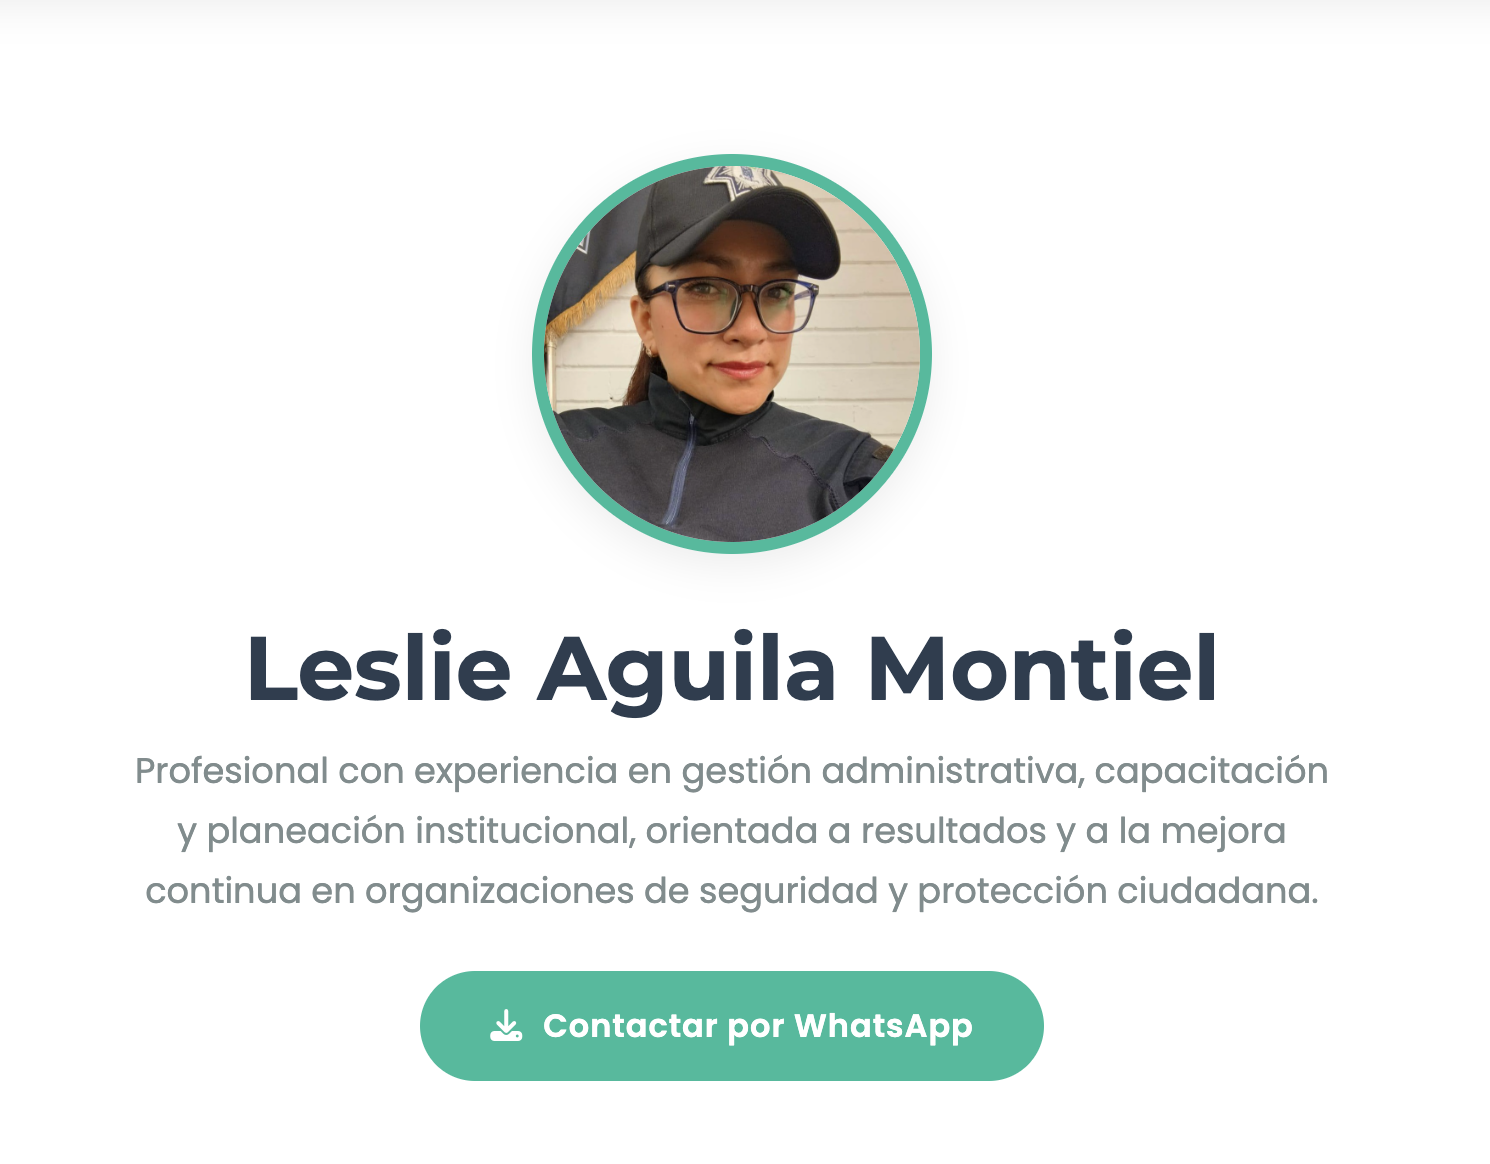 Leslie Aguila Montiel
Profesional con experiencia en gestión administrativa, capacitación
y planeación institucional, orientada a resultados y a la mejora
continua en organizaciones de seguridad y protección ciudadana.
Contactar por WhatsApp